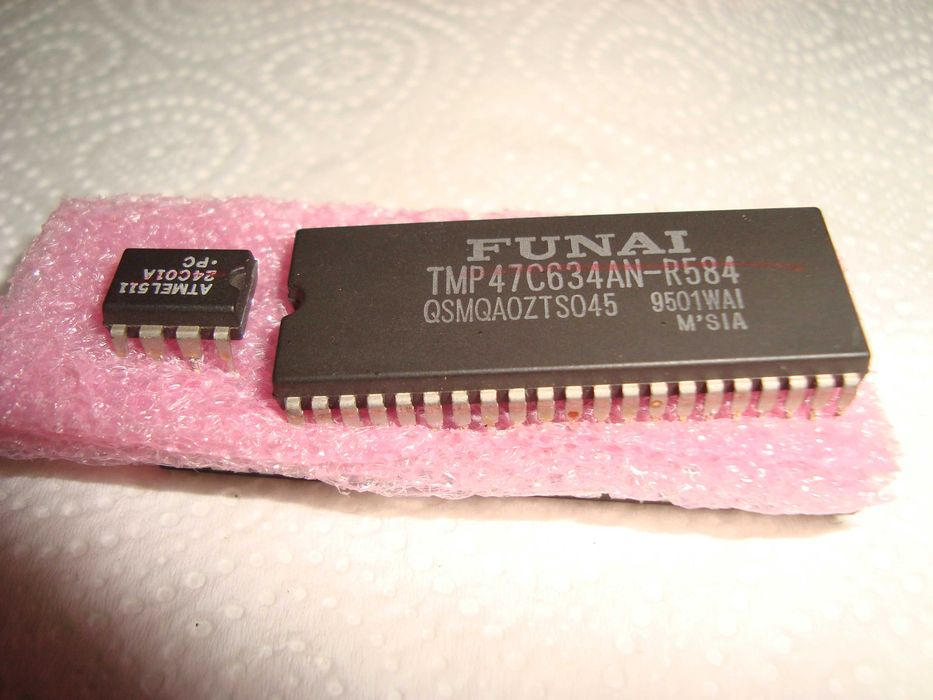 ATMEL511
24C01A
·PC
FUNAI
TMP47C634AN-R584
QSMQA0ZTS045 9501WAI
M'SIA